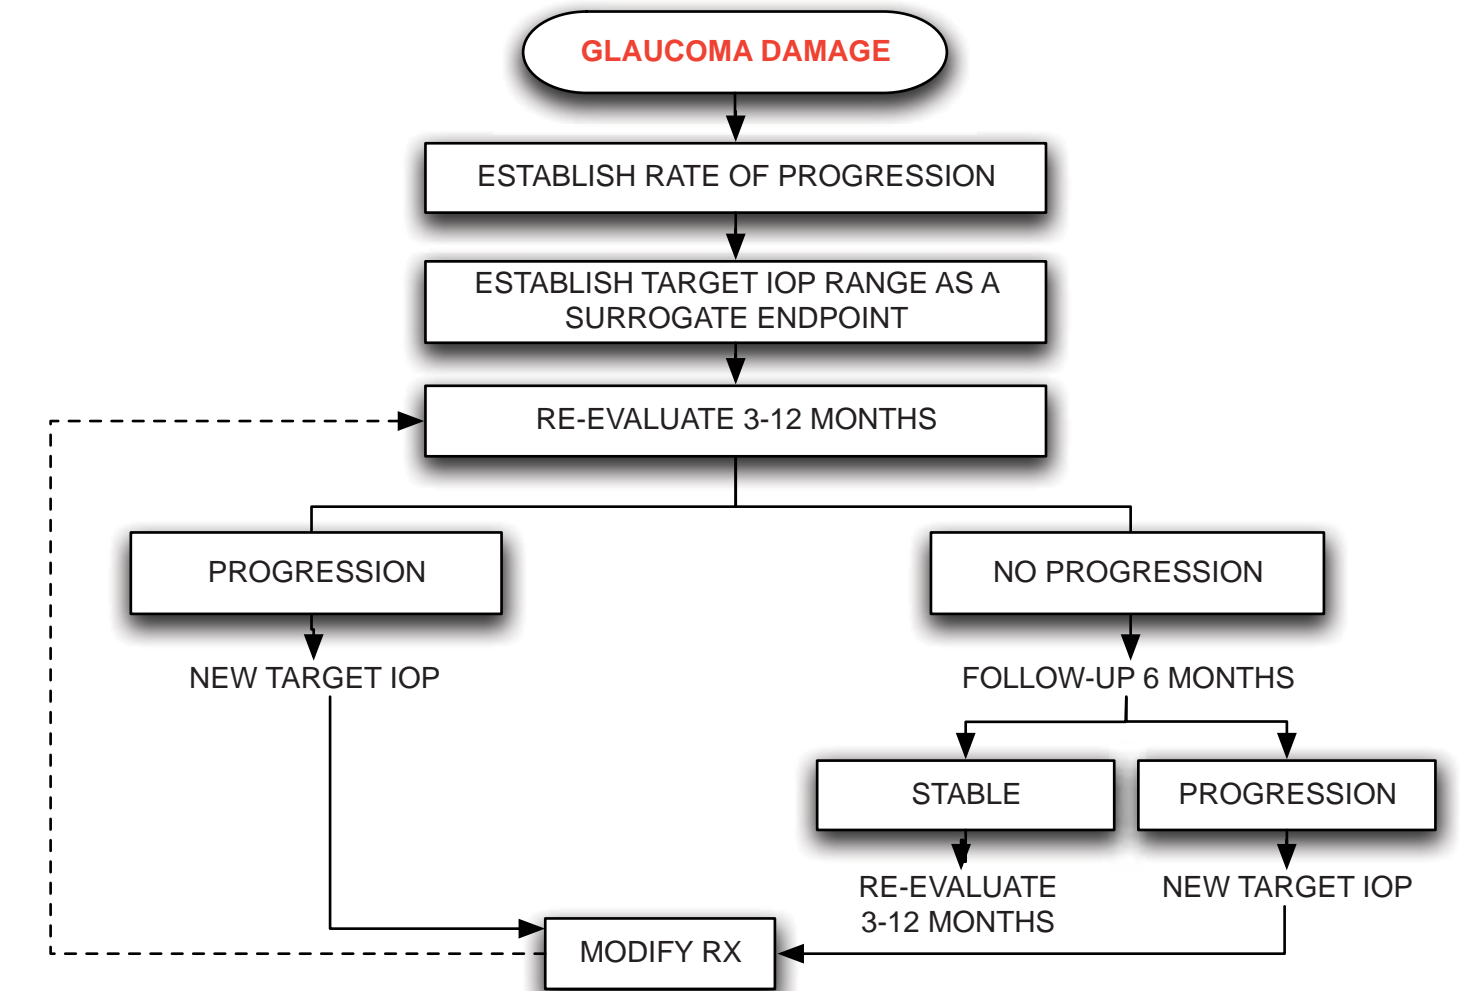 GLAUCOMA DAMAGE
ESTABLISH RATE OF PROGRESSION
ESTABLISH TARGET IOP RANGE AS A
SURROGATE ENDPOINT
RE-EVALUATE 3-12 MONTHS
PROGRESSION
NO PROGRESSION
NEW TARGET IOP
FOLLOW-UP 6 MONTHS
STABLE
PROGRESSION
RE-EVALUATE
3-12 MONTHS
NEW TARGET IOP
MODIFY RX